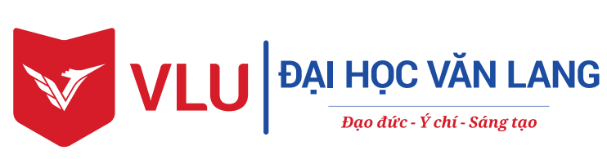 VLU
ĐẠI HỌC VĂN LANG
Đạo đức - Ý chí - Sáng tạo